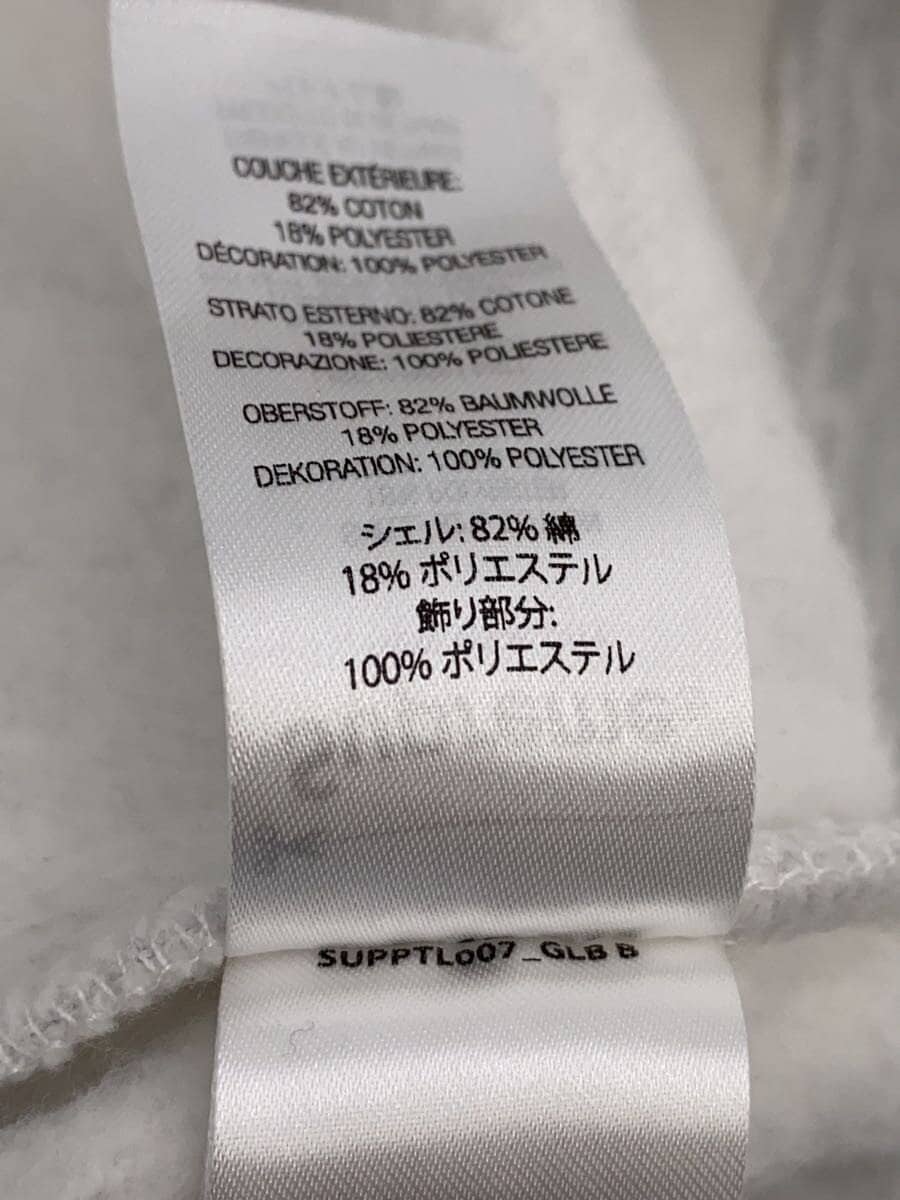 COUCHE EXTÉRIEURE:
82% COTON
18% POLYESTER
DÉCORATION: 100% POLYESTER
STRATO ESTERNO: 82% COTONE
18% POLIESTERE
DECORAZIONE: 100% POLIESTERE
OBERSTOFF: 82% BAUMWOLLE
18% POLYESTER
DEKORATION: 100% POLYESTER
シェル: 82% 綿
18% ポリエステル
飾り部分:
100% ポリエステル
SUPPTL007_GLB B